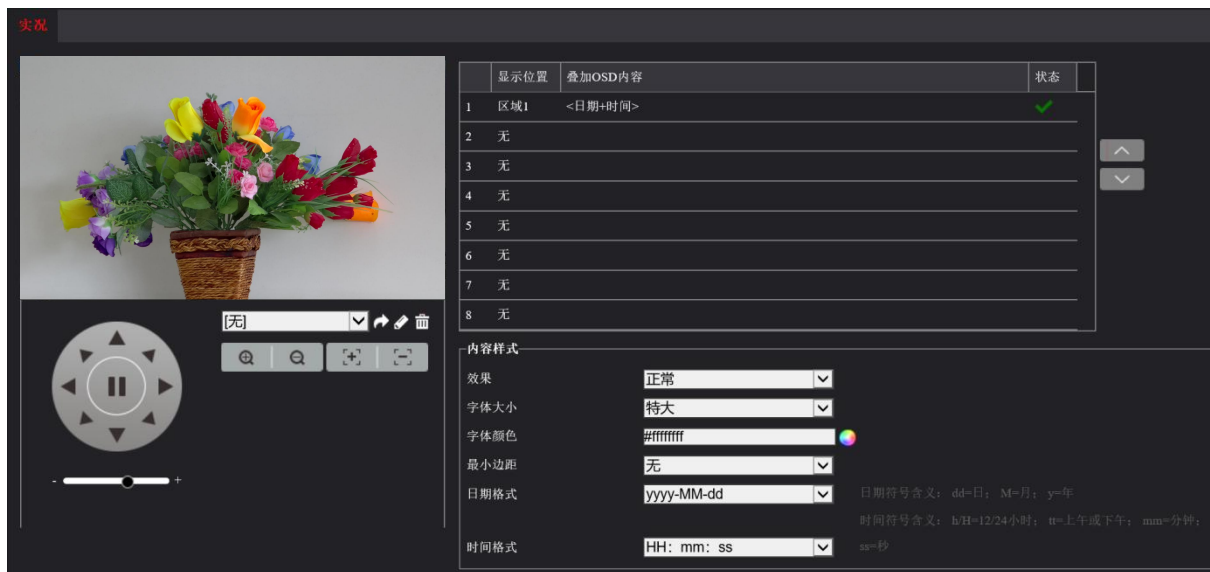 实况
显示位置 叠加OSD内容 状态
1 区域1 <日期+时间>
2 无
3 无
4 无
5 无
6 无
7 无
8 无
[无]
- +
内容样式
效果 正常
字体大小 特大
字体颜色 #ffffffff
最小边距 无
日期格式 yyyy-MM-dd 日期符号含义: dd=日; M=月; y=年
时间符号含义: h/H=12/24小时; tt=上午或下午; mm=分钟;
时间格式 HH: mm: ss ss=秒